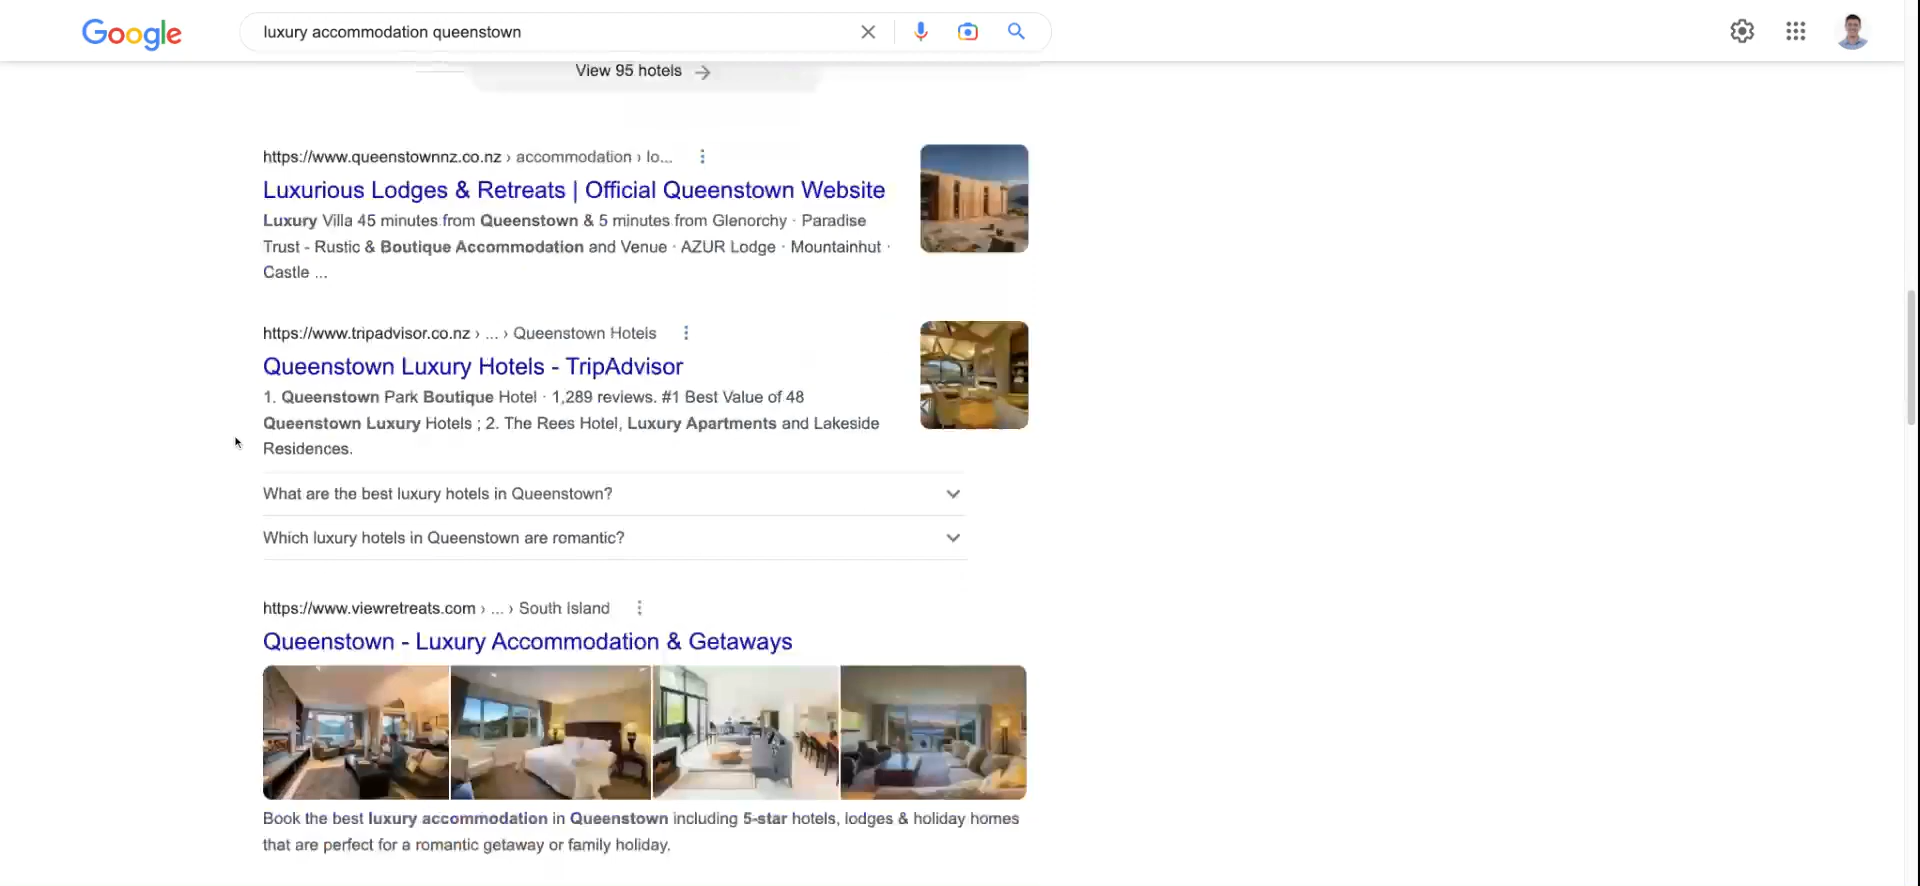 Google
luxury accommodation queenstown
View 95 hotels
https://www.queenstownnz.co.nz › accommodation › lo...
Luxurious Lodges & Retreats | Official Queenstown Website
Luxury Villa 45 minutes from Queenstown & 5 minutes from Glenorchy · Paradise
Trust - Rustic & Boutique Accommodation and Venue · AZUR Lodge · Mountainhut ·
Castle ...
https://www.tripadvisor.co.nz › ... › Queenstown Hotels
Queenstown Luxury Hotels - TripAdvisor
1. Queenstown Park Boutique Hotel · 1,289 reviews. #1 Best Value of 48
Queenstown Luxury Hotels ; 2. The Rees Hotel, Luxury Apartments and Lakeside
Residences.
What are the best luxury hotels in Queenstown?
Which luxury hotels in Queenstown are romantic?
https://www.viewretreats.com › ... › South Island
Queenstown - Luxury Accommodation & Getaways
Book the best luxury accommodation in Queenstown including 5-star hotels, lodges & holiday homes
that are perfect for a romantic getaway or family holiday.